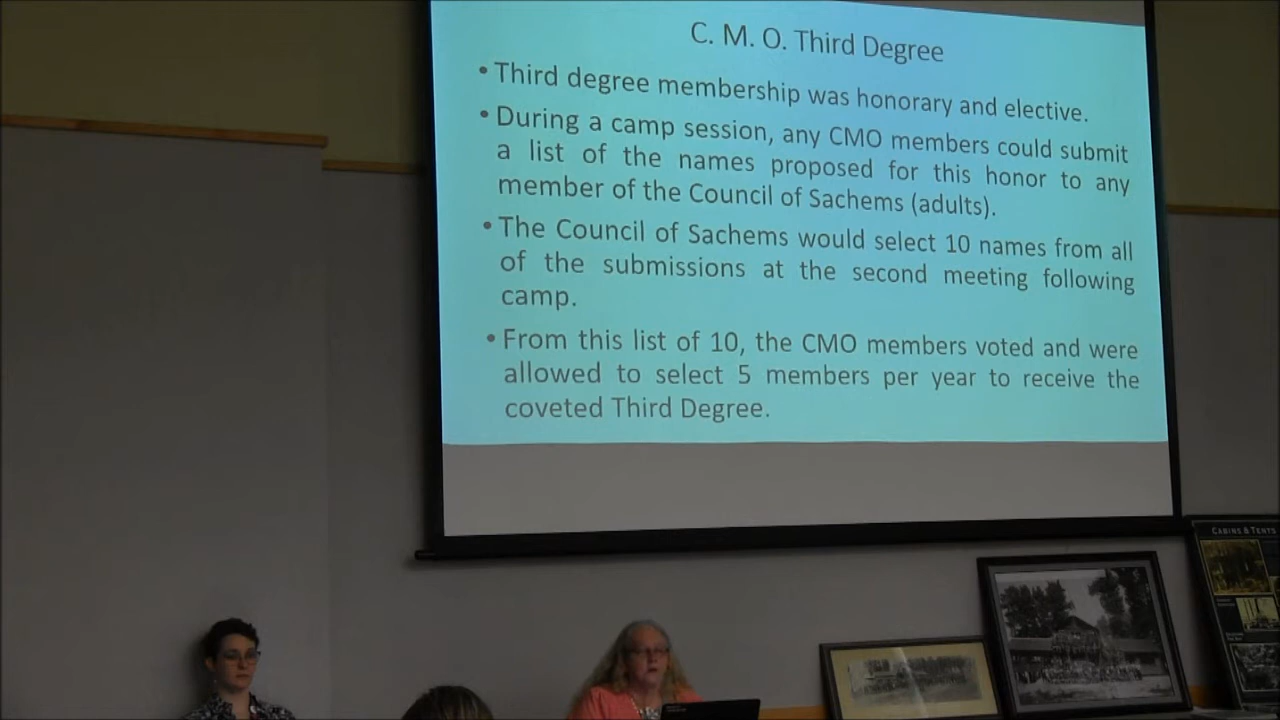 C. M. O. Third Degree
• Third degree membership was honorary and elective.
• During a camp session, any CMO members could submit
a list of the names proposed for this honor to any
member of the Council of Sachems (adults).
• The Council of Sachems would select 10 names from all
of the submissions at the second meeting following
camp.
• From this list of 10, the CMO members voted and were
allowed to select 5 members per year to receive the
coveted Third Degree.
CABINS & TENTS